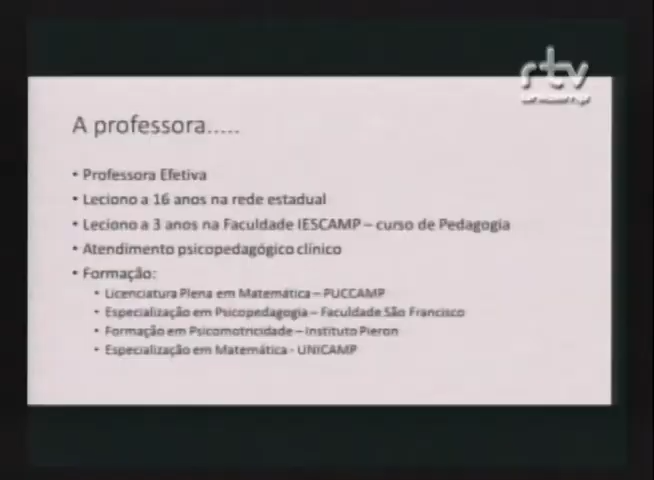 rtv
unicamp
A professora.....
• Professora Efetiva
• Leciono a 16 anos na rede estadual
• Leciono a 3 anos na Faculdade IESCAMP – curso de Pedagogia
• Atendimento psicopedagógico clínico
• Formação:
• Licenciatura Plena em Matemática – PUCCAMP
• Especialização em Psicopedagogia – Faculdade São Francisco
• Formação em Psicomotricidade – Instituto Pieron
• Especialização em Matemática - UNICAMP